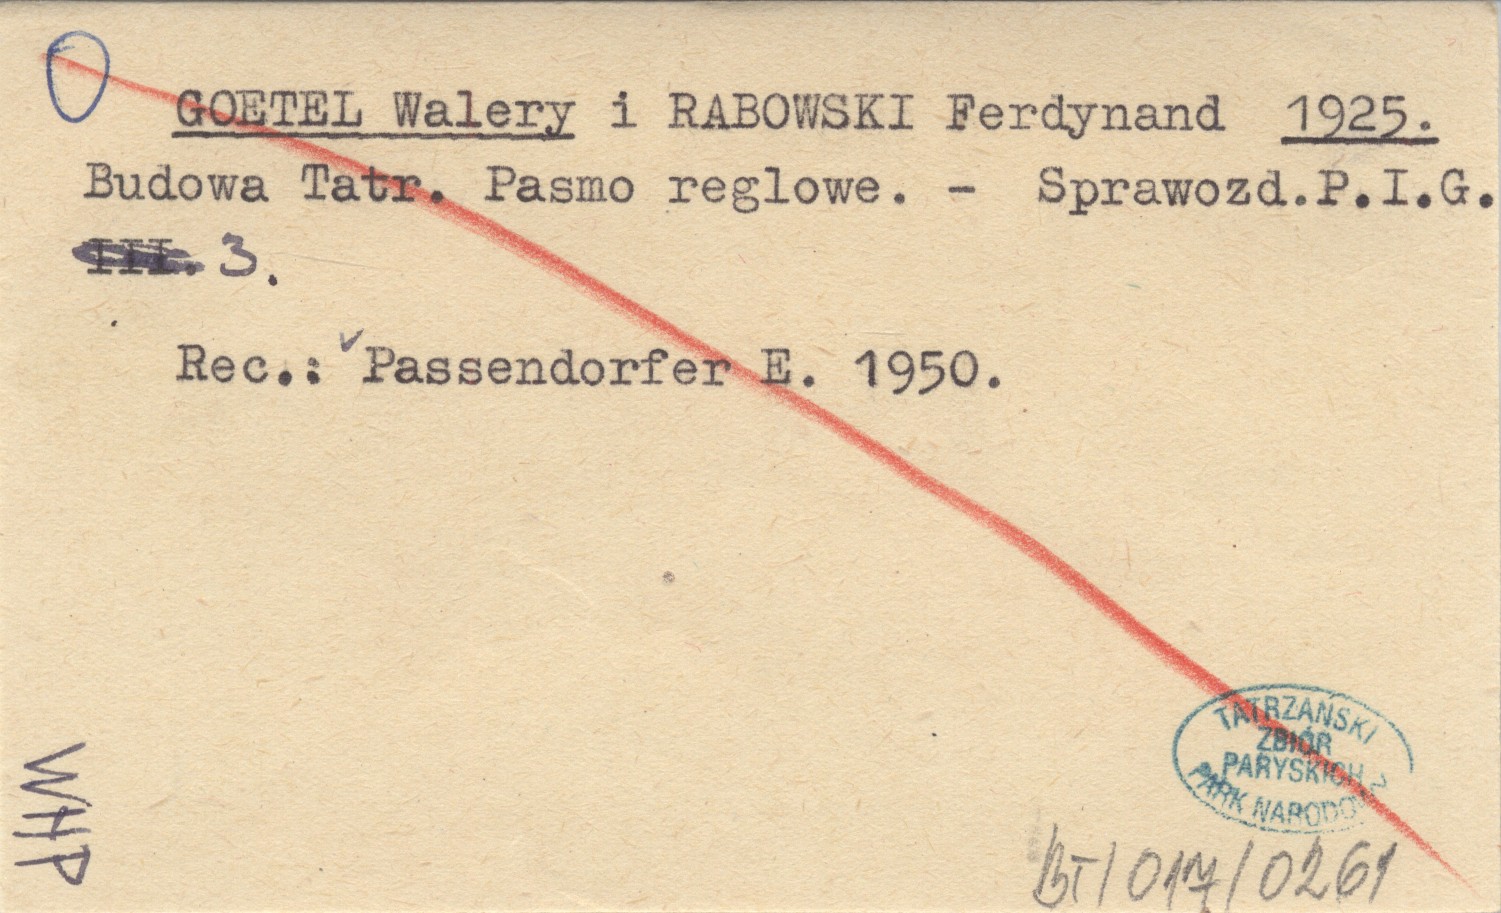 GOETEL Walery i RABOWSKI Ferdynand 1925.
Budowa Tatr. Pasmo reglowe. - Sprawozd.P.I.G.
III. 3.
Rec.: Passendorfer E. 1950.
TATRZAŃSKI
ZBIÓR
PARYSKICH
PARK NARODOWY
BT/017/0261
WHP